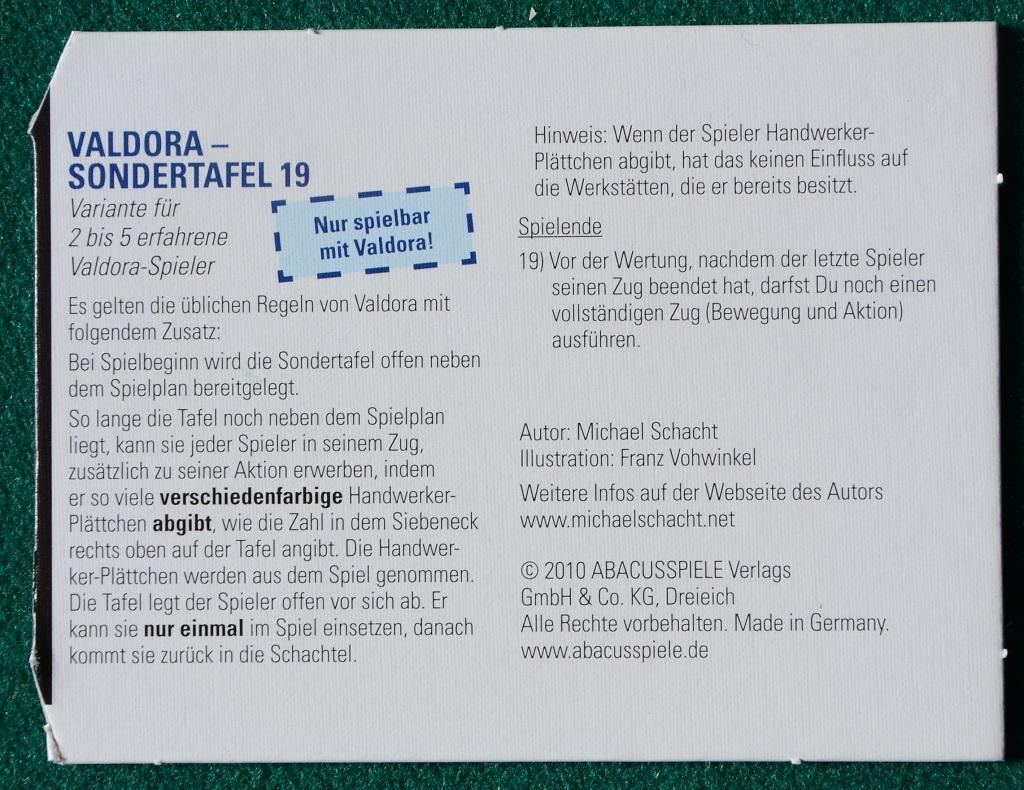 VALDORA –
SONDERTAFEL 19
Variante für
2 bis 5 erfahrene
Valdora-Spieler
Nur spielbar
mit Valdora!
Es gelten die üblichen Regeln von Valdora mit
folgendem Zusatz:
Bei Spielbeginn wird die Sondertafel offen neben
dem Spielplan bereitgelegt.
So lange die Tafel noch neben dem Spielplan
liegt, kann sie jeder Spieler in seinem Zug,
zusätzlich zu seiner Aktion erwerben, indem
er so viele verschiedenfarbige Handwerker-
Plättchen abgibt, wie die Zahl in dem Siebeneck
rechts oben auf der Tafel angibt. Die Handwer-
ker-Plättchen werden aus dem Spiel genommen.
Die Tafel legt der Spieler offen vor sich ab. Er
kann sie nur einmal im Spiel einsetzen, danach
kommt sie zurück in die Schachtel.
Hinweis: Wenn der Spieler Handwerker-
Plättchen abgibt, hat das keinen Einfluss auf
die Werkstätten, die er bereits besitzt.
Spielende
19) Vor der Wertung, nachdem der letzte Spieler
seinen Zug beendet hat, darfst Du noch einen
vollständigen Zug (Bewegung und Aktion)
ausführen.
Autor: Michael Schacht
Illustration: Franz Vohwinkel
Weitere Infos auf der Webseite des Autors
www.michaelschacht.net
© 2010 ABACUSSPIELE Verlags
GmbH & Co. KG, Dreieich
Alle Rechte vorbehalten. Made in Germany.
www.abacusspiele.de